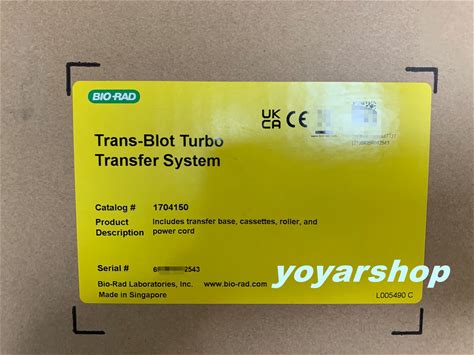 BIO-RAD
UK
CA CE
Trans-Blot Turbo
Transfer System
Catalog # 1704150
Product Description Includes transfer base, cassettes, roller, and
power cord
Serial # 2543
Bio-Rad Laboratories, Inc. www.bio-rad.com
Made in Singapore
L005490 C
yoyarshop